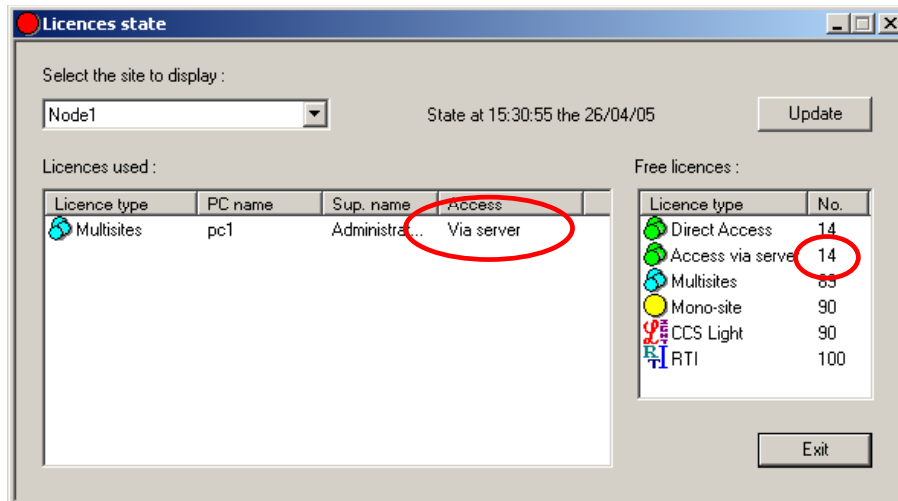 Licences state
Select the site to display :
Node1
State at 15:30:55 the 26/04/05
Update
Licences used :
Licence type PC name Sup. name Access
Multisites pc1 Administrat... Via server
Free licences :
Licence type No.
Direct Access 14
Access via serve 14
Multisites 89
Mono-site 90
CCS Light 90
RTI 100
Exit